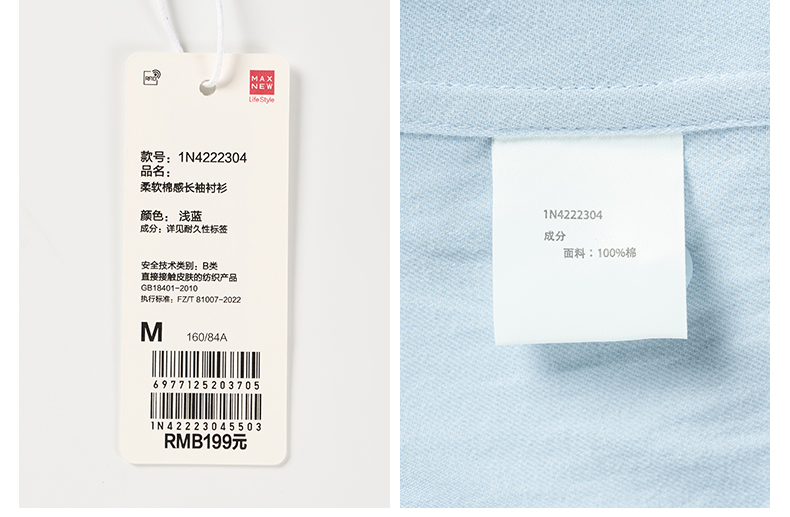 RFID
MAX
NEW
LifeStyle
款号：1N4222304
品名：
柔软棉感长袖衬衫
颜色： 浅蓝
成分：详见耐久性标签
安全技术类别：B类
直接接触皮肤的纺织产品
GB18401-2010
执行标准：FZ/T 81007-2022
M 160/84A
6977125203705
1N42223045503
RMB199元
1N4222304
成分
面料：100%棉